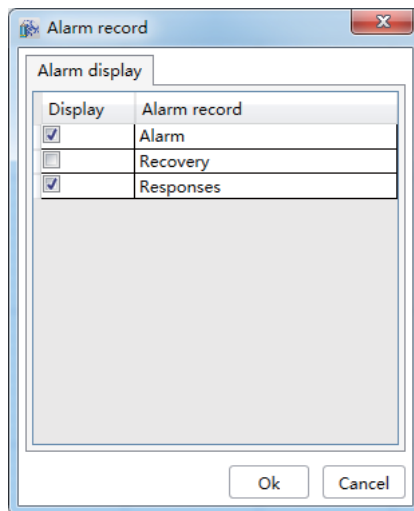 Alarm record
Alarm display
Display Alarm record
Alarm
Recovery
Responses
Ok Cancel